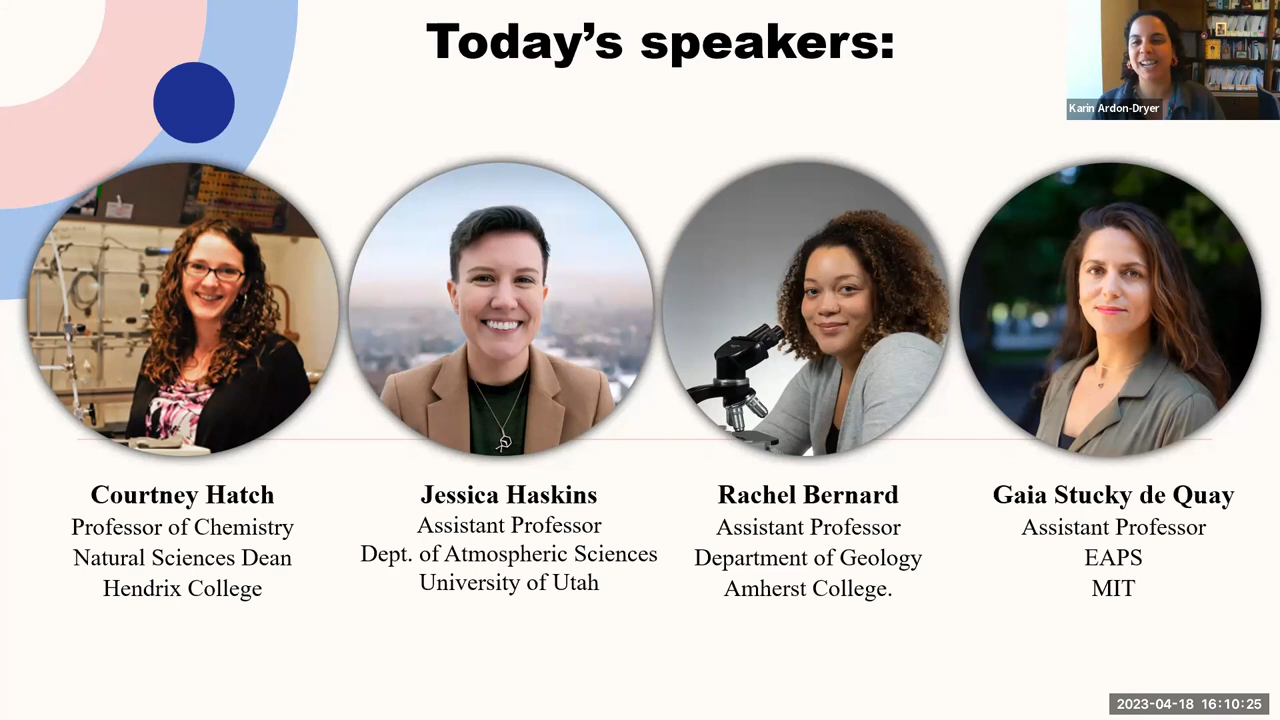 Today’s speakers:
Karin Ardon-Dryer
Courtney Hatch
Professor of Chemistry
Natural Sciences Dean
Hendrix College
Jessica Haskins
Assistant Professor
Dept. of Atmospheric Sciences
University of Utah
Rachel Bernard
Assistant Professor
Department of Geology
Amherst College.
Gaia Stucky de Quay
Assistant Professor
EAPS
MIT
2023-04-18 16:10:25